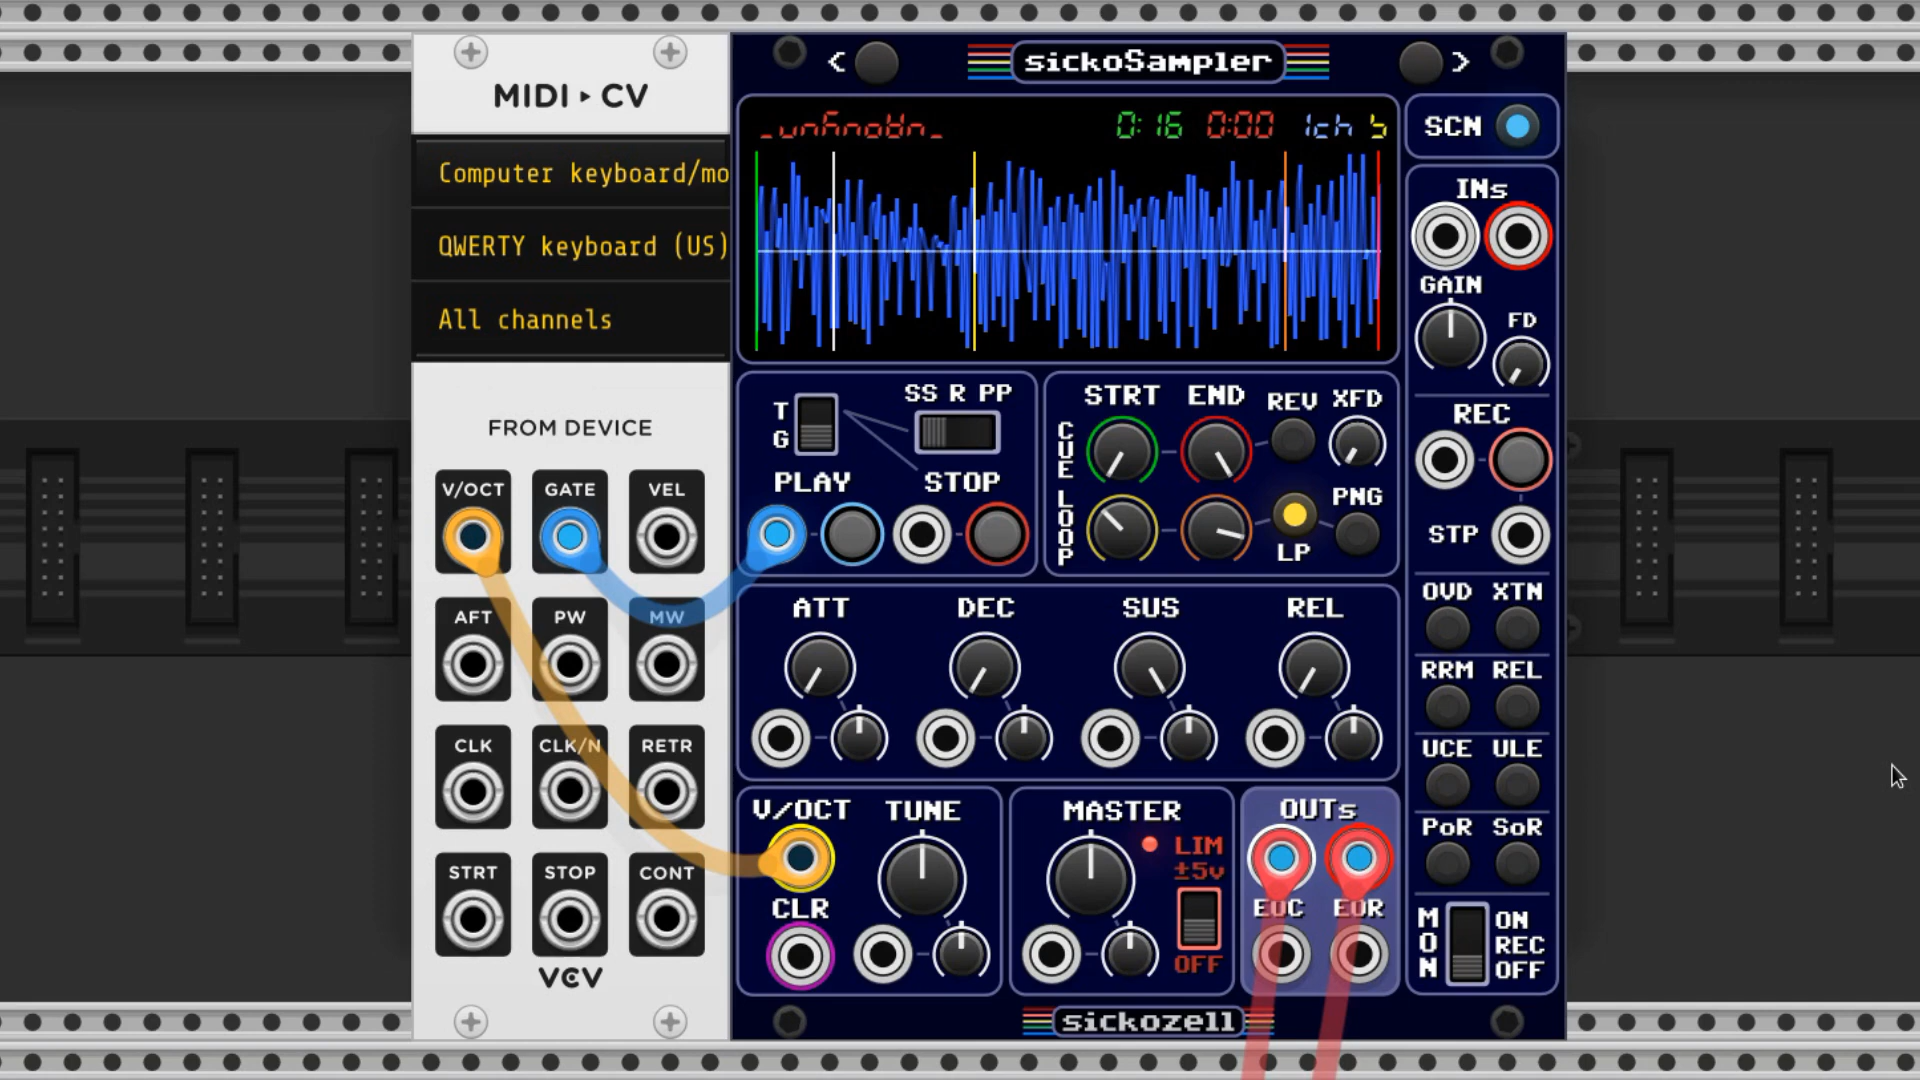 MIDI ▸ CV
Computer keyboard/mo
QWERTY keyboard (US)
All channels
FROM DEVICE
V/OCT GATE VEL
AFT PW MW
CLK CLK/N RETR
STRT STOP CONT
VCV
< sickoSampler >
_unknown_ 0:16 0:00 1ch
T
G
SS R PP
PLAY STOP
CUE
STRT END REV XFD
LOOP
LP PNG
ATT DEC SUS REL
V/OCT TUNE
CLR
MASTER
LIM
±5v
OFF
OUTs
EOC EOR
sickozell
SCN
INs
GAIN
FD
REC
STP
OVD XTN
RRM REL
UCE ULE
PoR SoR
MON
ON
REC
OFF